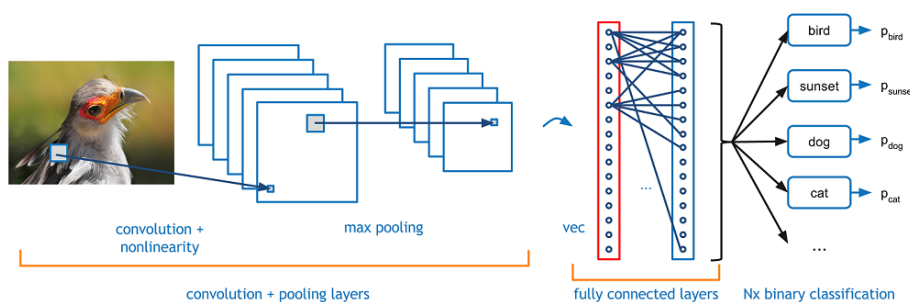 bird
p_bird
sunset
p_sunset
dog
p_dog
cat
p_cat
...
...
convolution +
nonlinearity
max pooling
vec
convolution + pooling layers
fully connected layers
Nx binary classification